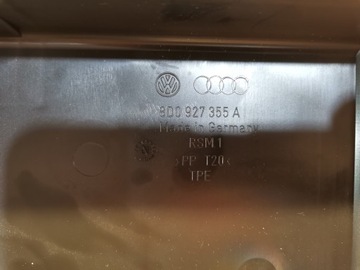 8D0 927 355 A
Made in Germany
RSM 1
>PP T20<
TPE